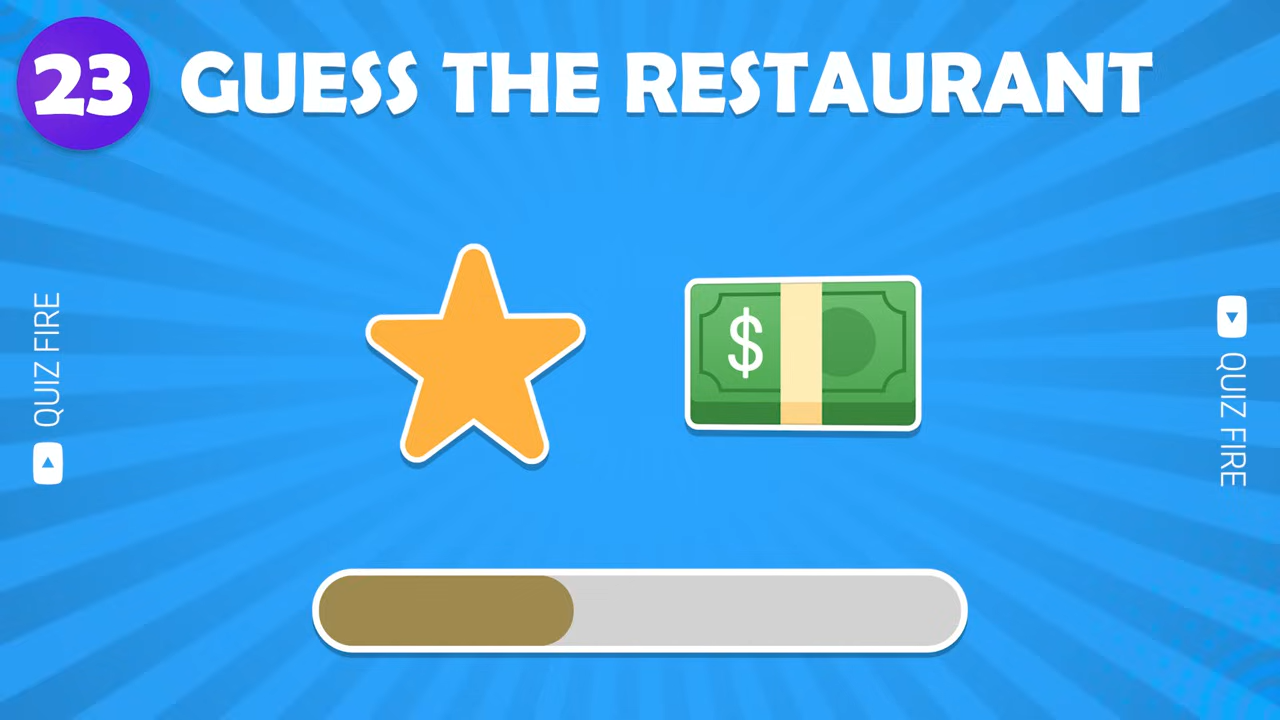 23
GUESS THE RESTAURANT
QUIZ FIRE
$
QUIZ FIRE